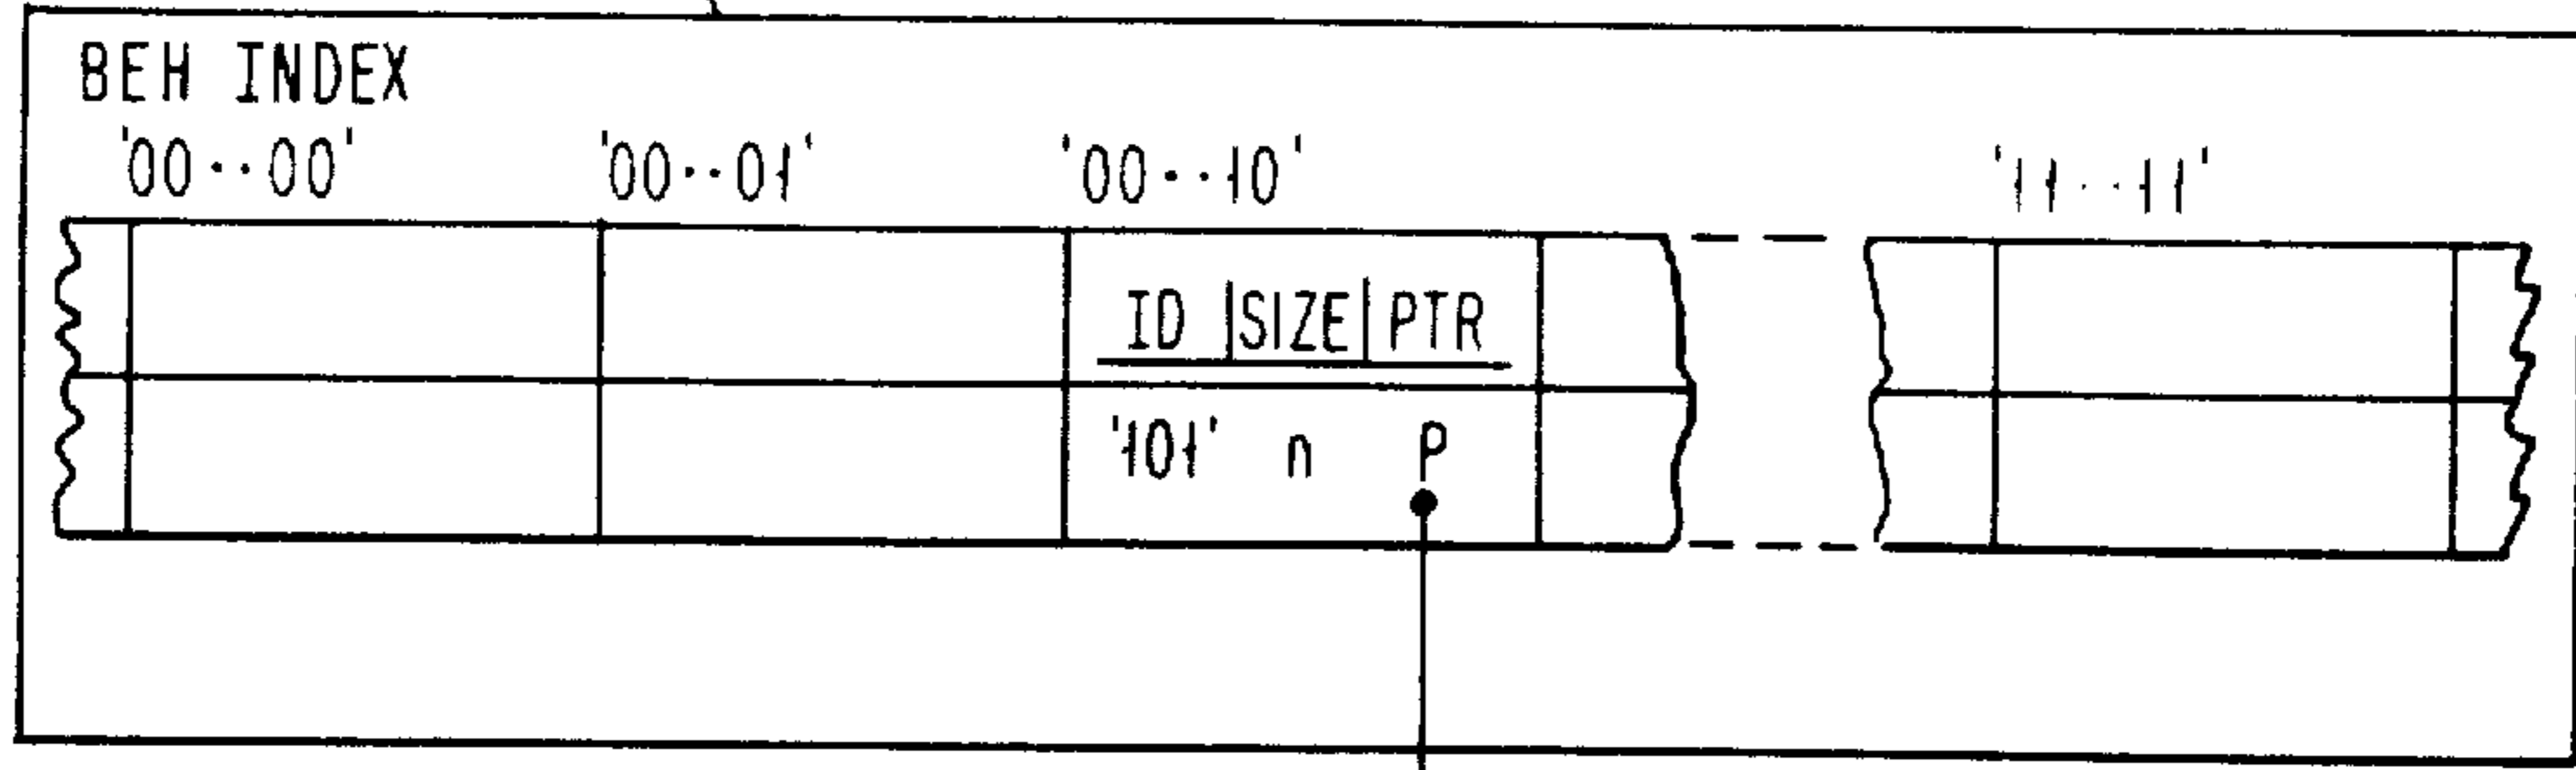 BEH INDEX
'00··00' '00··01' '00··10' '11··11'
ID |SIZE| PTR
'101' n P